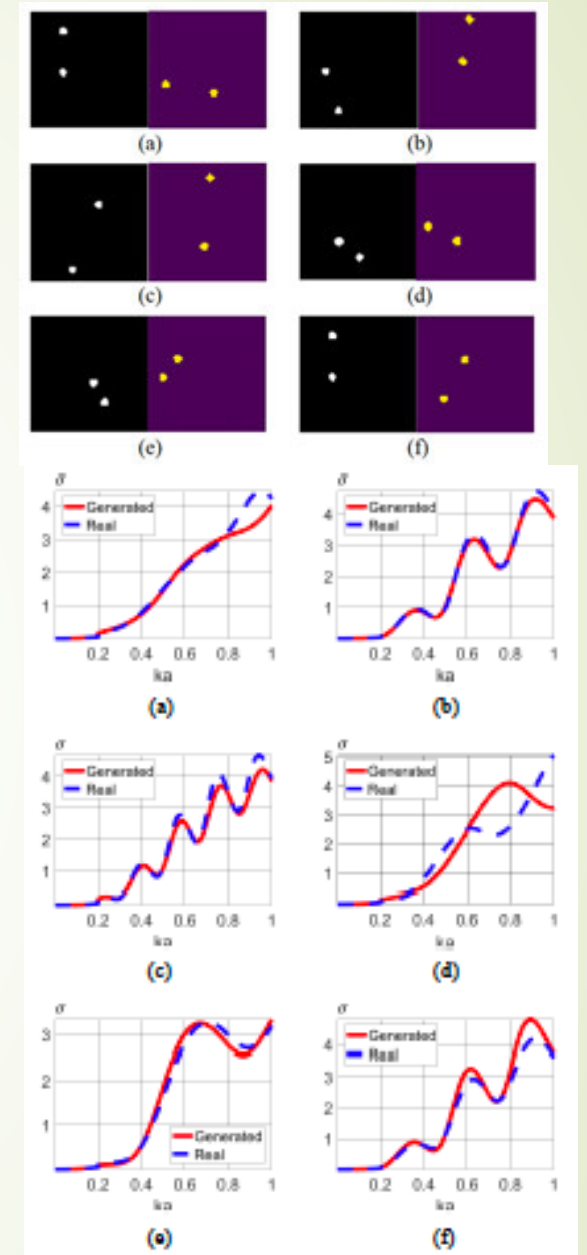 (a) (b)
(c) (d)
(e) (f)
σ σ
4 Generated 4 Generated
3 Real 3 Real
2 2
1 1
0.2 0.4 0.6 0.8 1 0.2 0.4 0.6 0.8 1
ka ka
(a) (b)
σ σ
4 Generated 5 Generated
3 Real 4 Real
2 3
1 2
1
0.2 0.4 0.6 0.8 1 0.2 0.4 0.6 0.8 1
ka ka
(c) (d)
σ σ
3 4 Generated
2 3 Real
1 2
Generated 1
Real
0.2 0.4 0.6 0.8 1 0.2 0.4 0.6 0.8 1
ka ka
(e) (f)